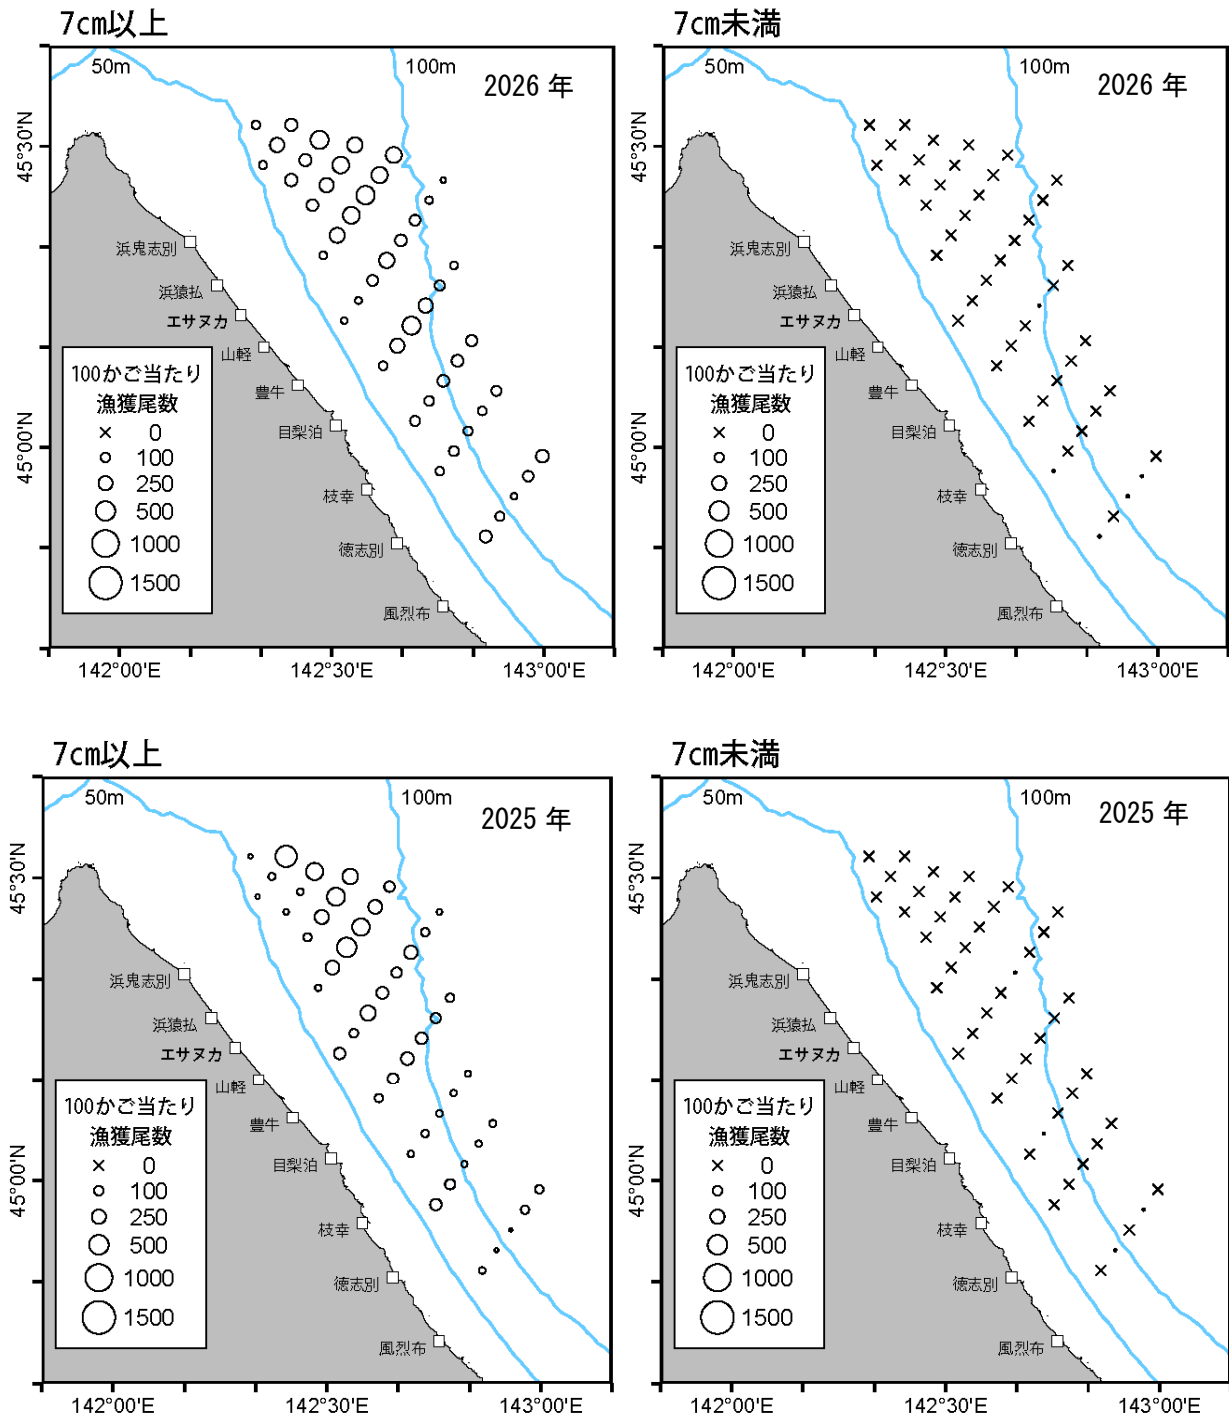 7cm以上
50m
100m
2026 年
45°30'N
45°00'N
浜鬼志別
浜猿払
エサヌカ
山軽
豊牛
目梨泊
枝幸
徳志別
風烈布
100かご当たり
漁獲尾数
0
100
250
500
1000
1500
142°00'E
142°30'E
143°00'E
7cm未満
50m
100m
2026 年
45°30'N
45°00'N
浜鬼志別
浜猿払
エサヌカ
山軽
豊牛
目梨泊
枝幸
徳志別
風烈布
100かご当たり
漁獲尾数
0
100
250
500
1000
1500
142°00'E
142°30'E
143°00'E
7cm以上
50m
100m
2025 年
45°30'N
45°00'N
浜鬼志別
浜猿払
エサヌカ
山軽
豊牛
目梨泊
枝幸
徳志別
風烈布
100かご当たり
漁獲尾数
0
100
250
500
1000
1500
142°00'E
142°30'E
143°00'E
7cm未満
50m
100m
2025 年
45°30'N
45°00'N
浜鬼志別
浜猿払
エサヌカ
山軽
豊牛
目梨泊
枝幸
徳志別
風烈布
100かご当たり
漁獲尾数
0
100
250
500
1000
1500
142°00'E
142°30'E
143°00'E